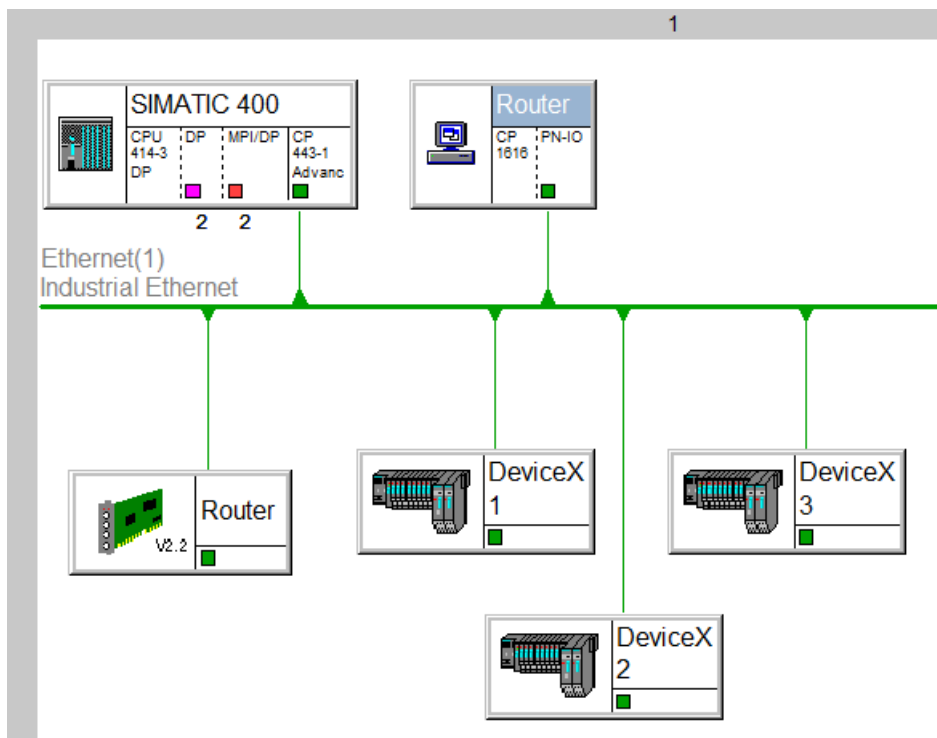 1
SIMATIC 400
CPU 414-3 DP
DP
MPI/DP
CP 443-1 Advanc
2
2
Router
CP 1616
PN-IO
Ethernet(1)
Industrial Ethernet
V2.2
Router
DeviceX
1
DeviceX
3
DeviceX
2